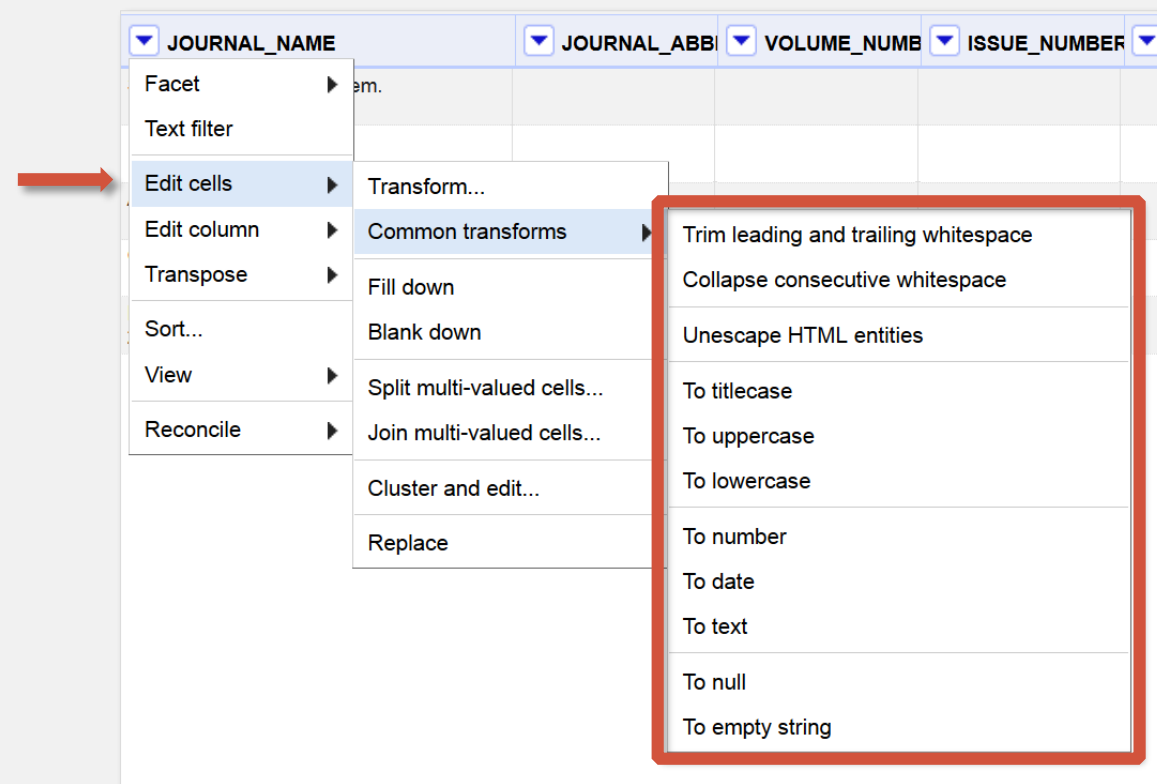 JOURNAL_NAME
JOURNAL_ABB
VOLUME_NUMB
ISSUE_NUMBER
em.
Facet
Text filter
Edit cells
Edit column
Transpose
Sort...
View
Reconcile
Transform...
Common transforms
Fill down
Blank down
Split multi-valued cells...
Join multi-valued cells...
Cluster and edit...
Replace
Trim leading and trailing whitespace
Collapse consecutive whitespace
Unescape HTML entities
To titlecase
To uppercase
To lowercase
To number
To date
To text
To null
To empty string